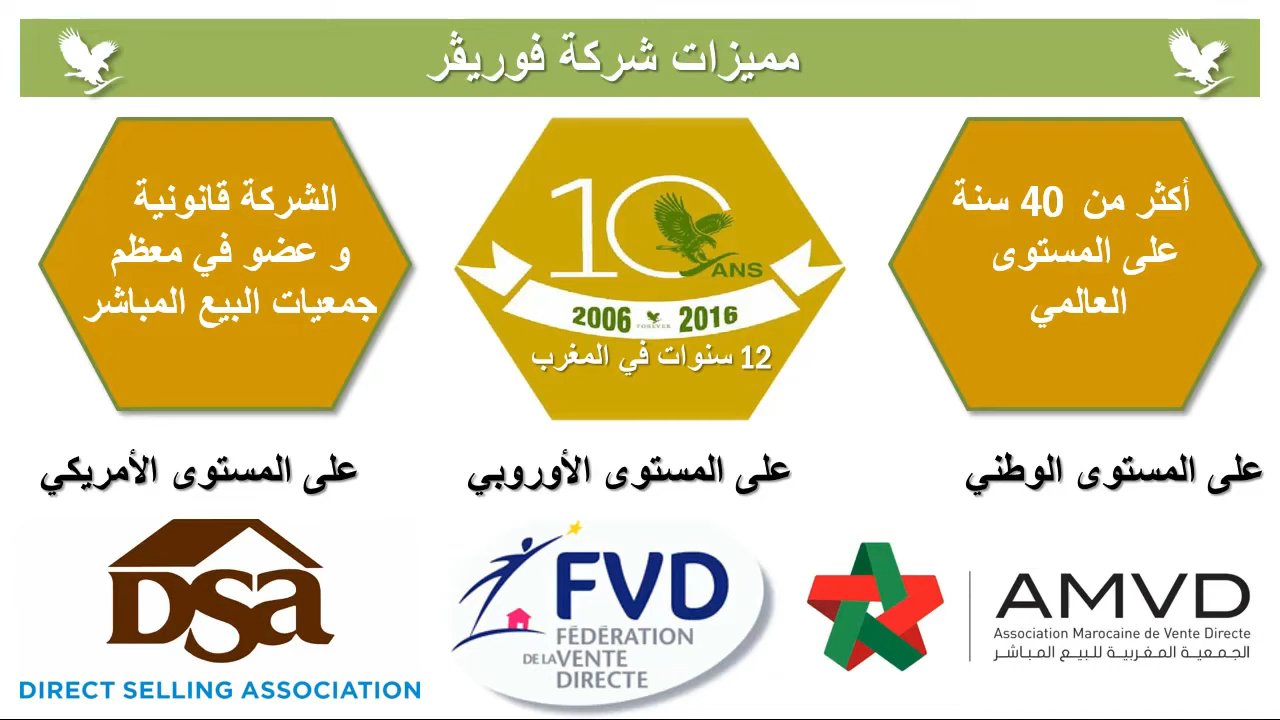 مميزات شركة فوريڤر
أكثر من 40 سنة
على المستوى
العالمي
10
ANS
2006 FOREVER 2016
12 سنوات في المغرب
الشركة قانونية
و عضو في معظم
جمعيات البيع المباشر
على المستوى الوطني
على المستوى الأوروبي
على المستوى الأمريكي
AMVD
Association Marocaine de Vente Directe
الجمعية المغربية للبيع المباشر
FVD
FÉDÉRATION
DE LA VENTE
DIRECTE
DSa
DIRECT SELLING ASSOCIATION